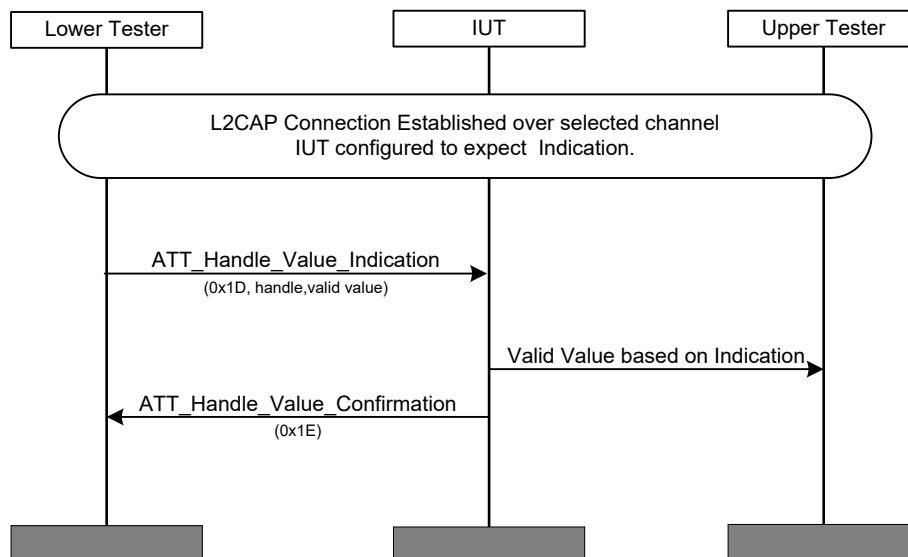 Lower Tester
IUT
Upper Tester
L2CAP Connection Established over selected channel
IUT configured to expect  Indication.
ATT_Handle_Value_Indication
(0x1D, handle,valid value)
Valid Value based on Indication
ATT_Handle_Value_Confirmation
(0x1E)